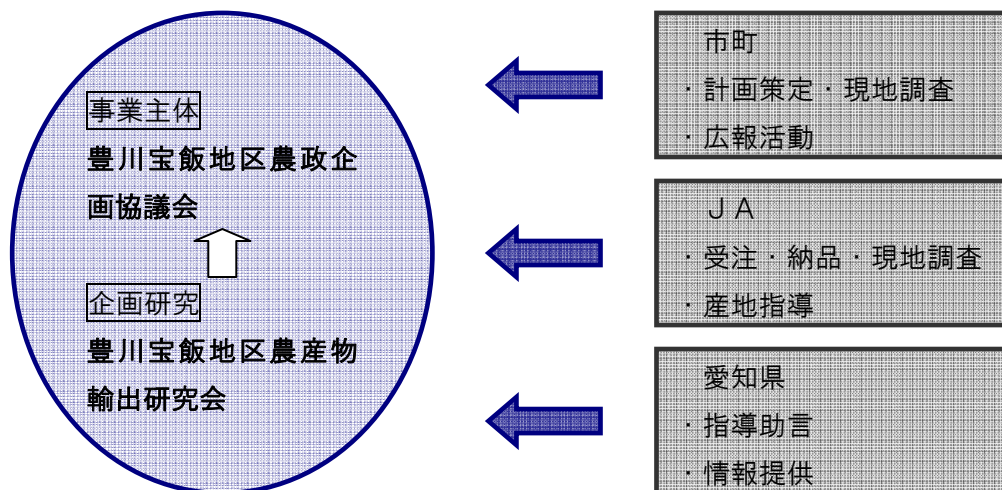 事業主体
豊川宝飯地区農政企
画協議会
企画研究
豊川宝飯地区農産物
輸出研究会
市町
・計画策定・現地調査
・広報活動
ＪＡ
・受注・納品・現地調査
・産地指導
愛知県
・指導助言
・情報提供